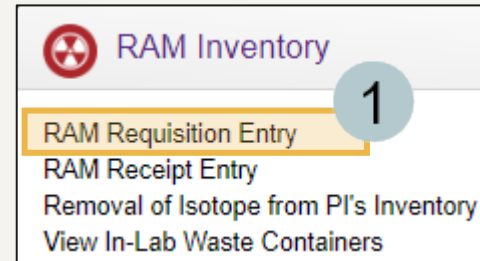 RAM Inventory
1
RAM Requisition Entry
RAM Receipt Entry
Removal of Isotope from PI's Inventory
View In-Lab Waste Containers